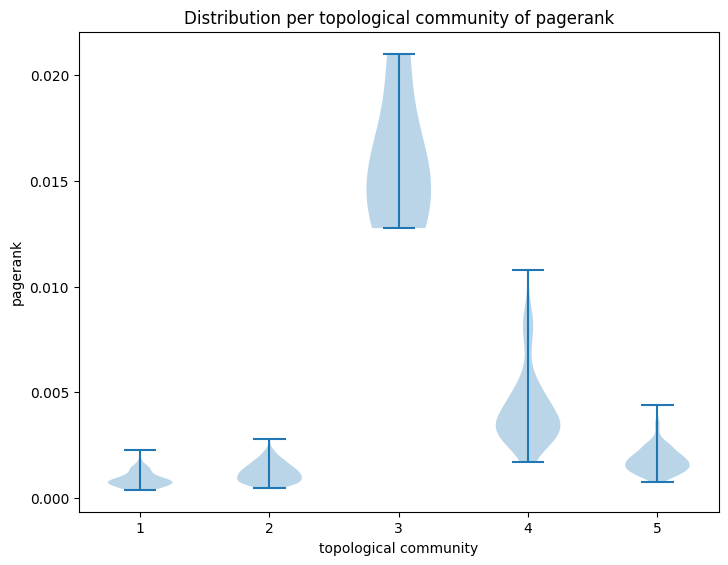 Distribution per topological community of pagerank
0.020
0.015
0.010
0.005
0.000
pagerank
1 2 3 4 5
topological community